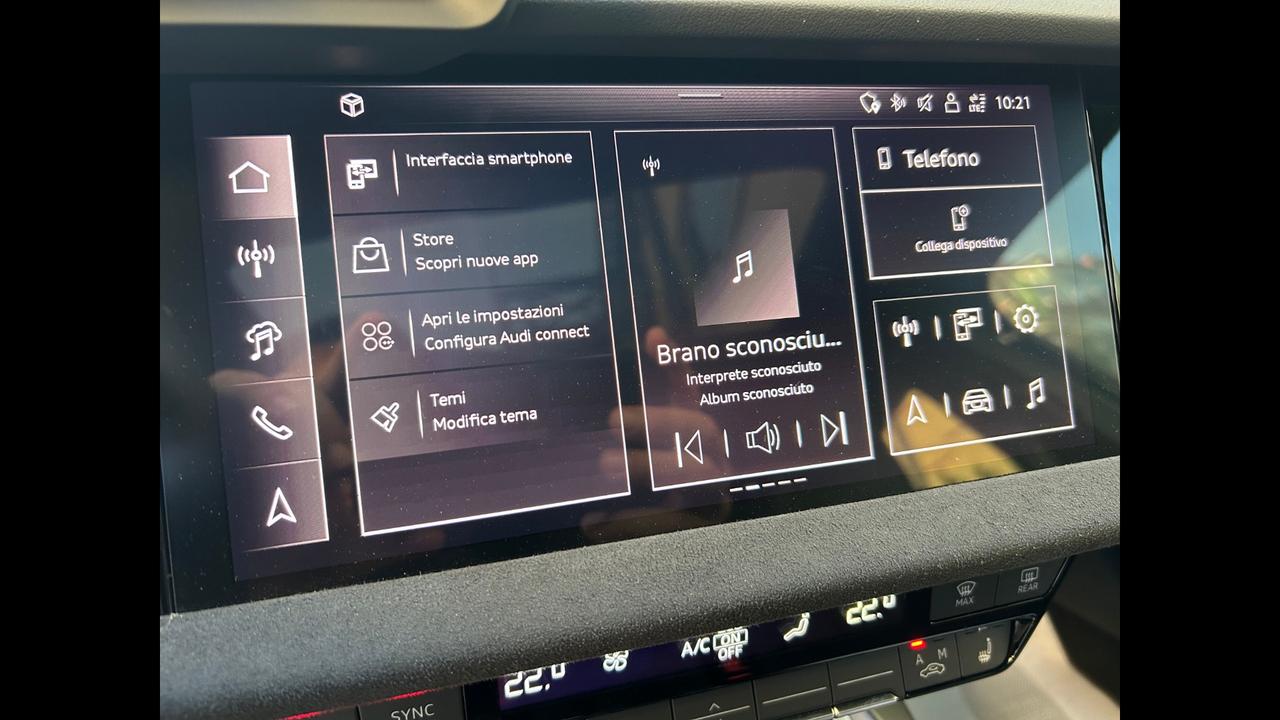 LTE
10:21
Interfaccia smartphone
Store
Scopri nuove app
Apri le impostazioni
Configura Audi connect
Temi
Modifica tema
Brano sconosciu...
Interprete sconosciuto
Album sconosciuto
Telefono
Collega dispositivo
MAX
REAR
22.0
A/C ON
OFF
22.0
A M
SYNC